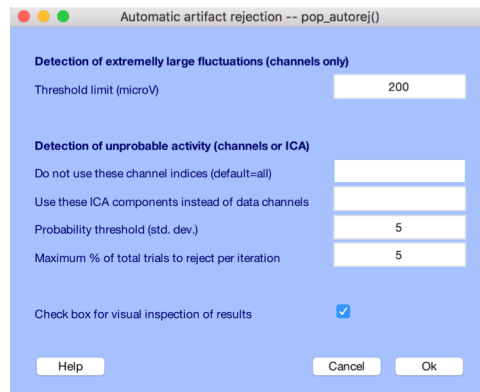 Automatic artifact rejection -- pop_autorej()
Detection of extremelly large fluctuations (channels only)
Threshold limit (microV) 200
Detection of unprobable activity (channels or ICA)
Do not use these channel indices (default=all)
Use these ICA components instead of data channels
Probability threshold (std. dev.) 5
Maximum % of total trials to reject per iteration 5
Check box for visual inspection of results
Help Cancel Ok